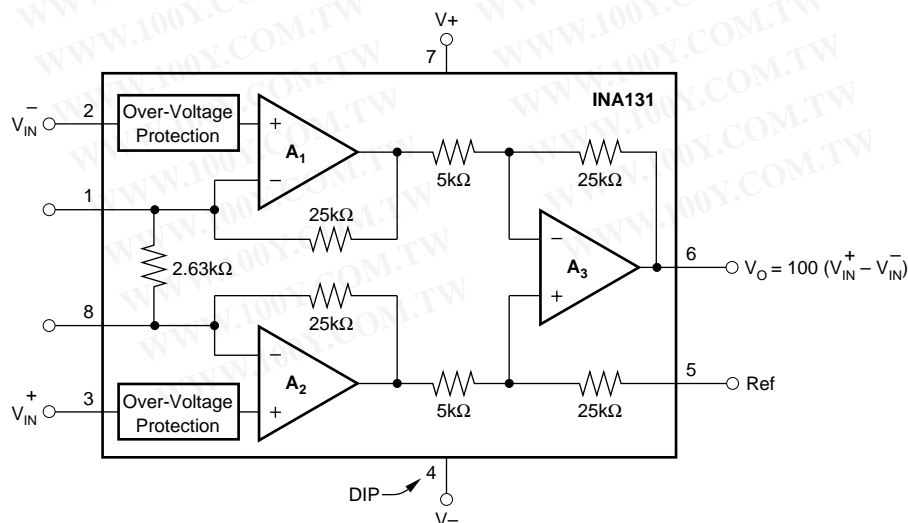 V+
7
INA131
V⁻IN
2
Over-Voltage
Protection
+
A1
−
5kΩ
25kΩ
1
25kΩ
2.63kΩ
−
A3
+
6
VO = 100 (V⁺IN − V⁻IN)
8
25kΩ
−
A2
+
5kΩ
25kΩ
5
Ref
V⁺IN
3
Over-Voltage
Protection
4
DIP
V−
WWW.100Y.COM.TW